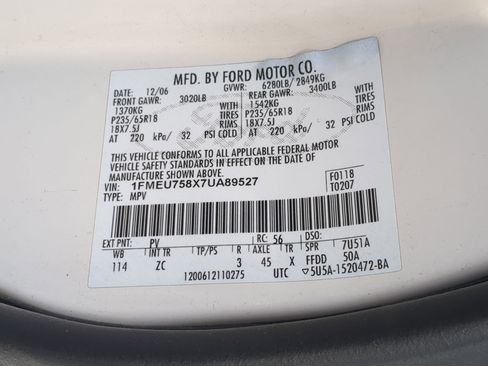 MFD. BY FORD MOTOR CO.
DATE: 12/06 GVWR: 6280LB/ 2849KG
FRONT GAWR: 3020LB REAR GAWR: 3400LB
1370KG 1542KG
P235/65R18 TIRES P235/65R18 TIRES
18X7.5J RIMS 18X7.5J RIMS
AT 220 kPa/ 32 PSI COLD AT 220 kPa/ 32 PSI COLD
THIS VEHICLE CONFORMS TO ALL APPLICABLE FEDERAL MOTOR
VEHICLE SAFETY STANDARDS IN EFFECT ON THE DATE OF
MANUFACTURE SHOWN ABOVE.
VIN: 1FMEU758X7UA89527 F0118
TYPE: MPV T0207
EXT PNT: PV RC: 56 DSO:
WB INT TR TP/PS R AXLE TR SPR 7U51A
114 ZC 3 45 X FFDD 50A
1200612110275 UTC 5U5A-1520472-BA